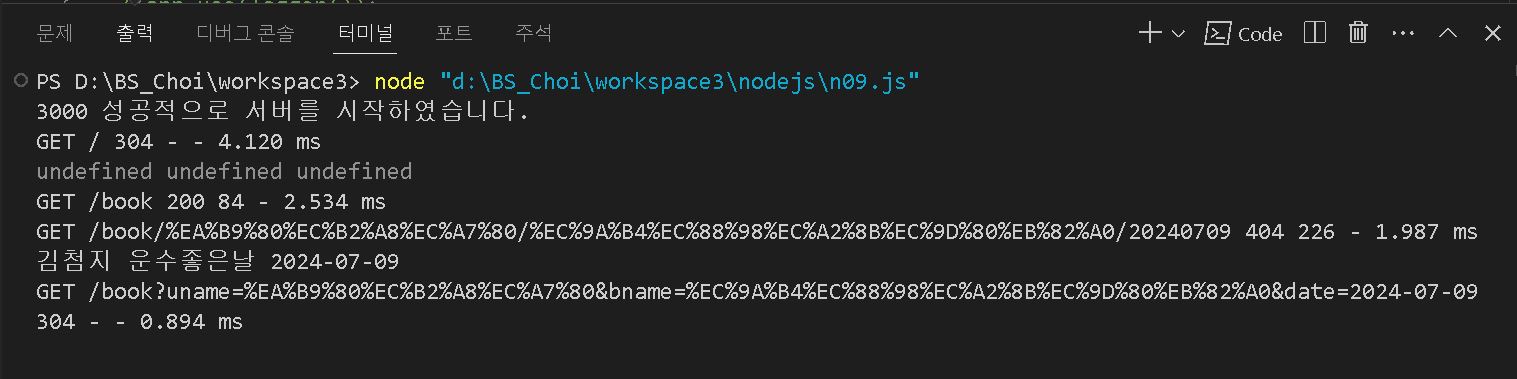 문제 출력 디버그 콘솔 터미널 포트 주석 Code
PS D:\BS_Choi\workspace3> node "d:\BS_Choi\workspace3\nodejs\n09.js"
3000 성공적으로 서버를 시작하였습니다.
GET / 304 - - 4.120 ms
undefined undefined undefined
GET /book 200 84 - 2.534 ms
GET /book/%EA%B9%80%EC%B2%A8%EC%A7%80/%EC%9A%B4%EC%88%98%EC%A2%8B%EC%9D%80%EB%82%A0/20240709 404 226 - 1.987 ms
김첨지 운수좋은날 2024-07-09
GET /book?uname=%EA%B9%80%EC%B2%A8%EC%A7%80&bname=%EC%9A%B4%EC%88%98%EC%A2%8B%EC%9D%80%EB%82%A0&date=2024-07-09
304 - - 0.894 ms